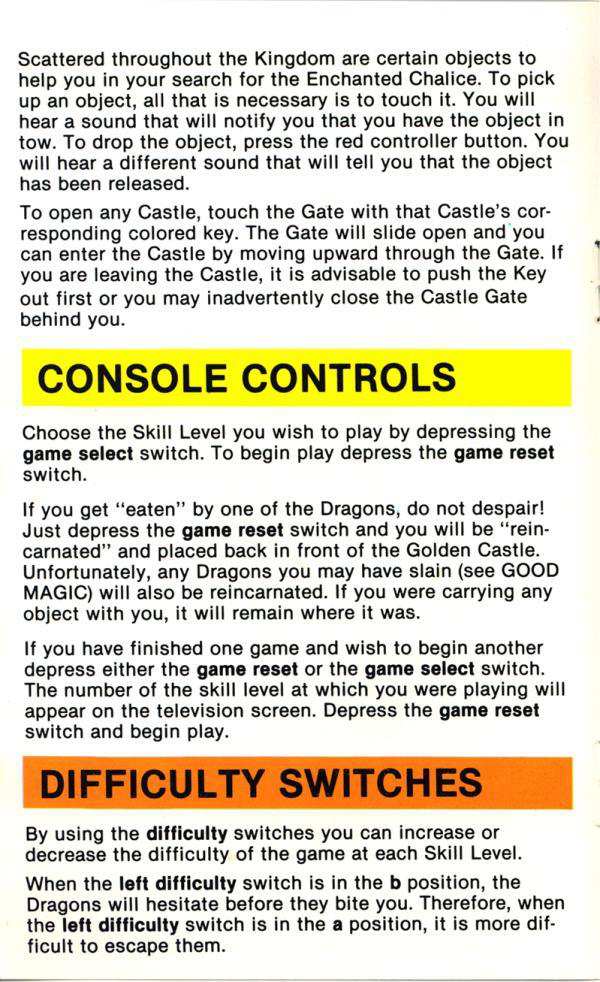 Scattered throughout the Kingdom are certain objects to
help you in your search for the Enchanted Chalice. To pick
up an object, all that is necessary is to touch it. You will
hear a sound that will notify you that you have the object in
tow. To drop the object, press the red controller button. You
will hear a different sound that will tell you that the object
has been released.
To open any Castle, touch the Gate with that Castle's cor-
responding colored key. The Gate will slide open and you
can enter the Castle by moving upward through the Gate. If
you are leaving the Castle, it is advisable to push the Key
out first or you may inadvertently close the Castle Gate
behind you.
CONSOLE CONTROLS
Choose the Skill Level you wish to play by depressing the
game select switch. To begin play depress the game reset
switch.
If you get "eaten" by one of the Dragons, do not despair!
Just depress the game reset switch and you will be "rein-
carnated" and placed back in front of the Golden Castle.
Unfortunately, any Dragons you may have slain (see GOOD
MAGIC) will also be reincarnated. If you were carrying any
object with you, it will remain where it was.
If you have finished one game and wish to begin another
depress either the game reset or the game select switch.
The number of the skill level at which you were playing will
appear on the television screen. Depress the game reset
switch and begin play.
DIFFICULTY SWITCHES
By using the difficulty switches you can increase or
decrease the difficulty of the game at each Skill Level.
When the left difficulty switch is in the b position, the
Dragons will hesitate before they bite you. Therefore, when
the left difficulty switch is in the a position, it is more dif-
ficult to escape them.